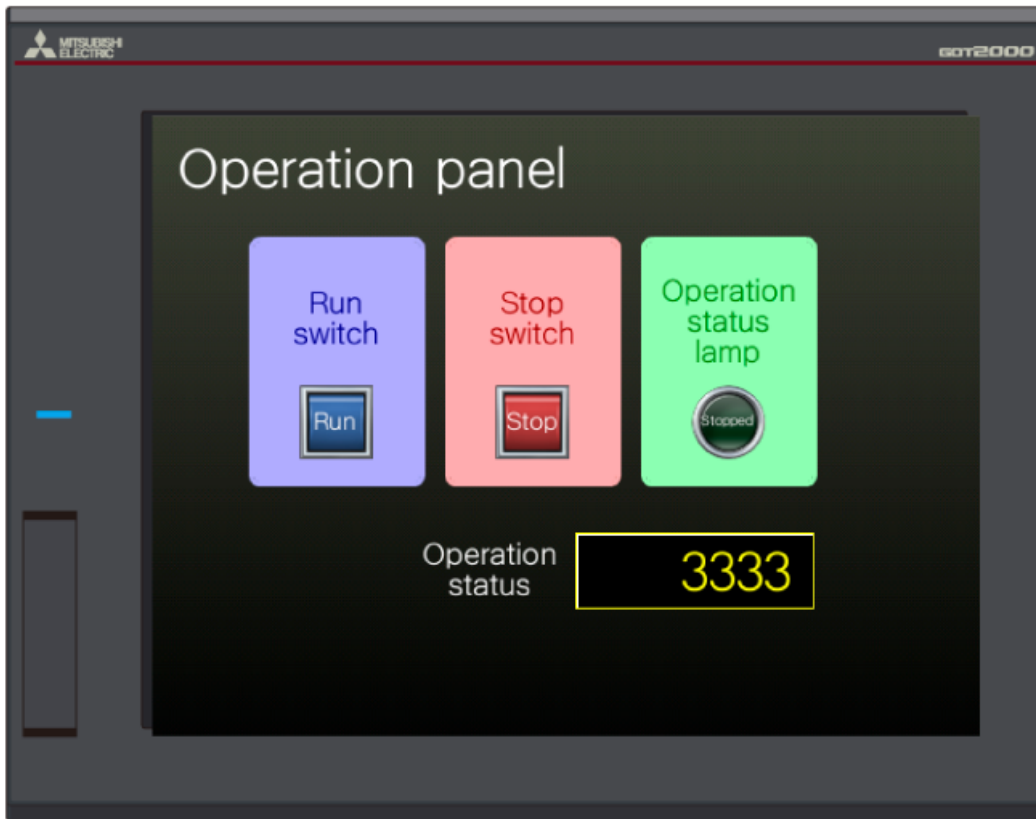 MITSUBISHI
ELECTRIC
GOT2000
Operation panel
Run
switch
Run
Stop
switch
Stop
Operation
status
lamp
Stopped
Operation
status
3333